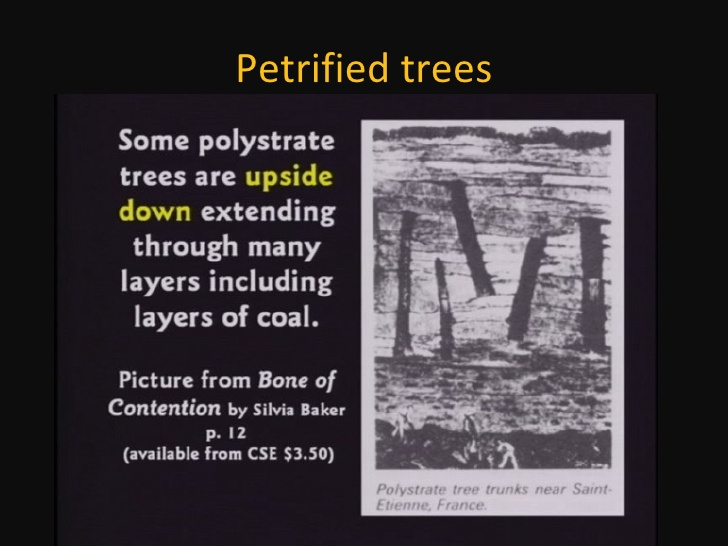 Petrified trees
Some polystrate
trees are upside
down extending
through many
layers including
layers of coal.
Picture from Bone of
Contention by Silvia Baker
p. 12
(available from CSE $3.50)
Polystrate tree trunks near Saint-
Etienne, France.